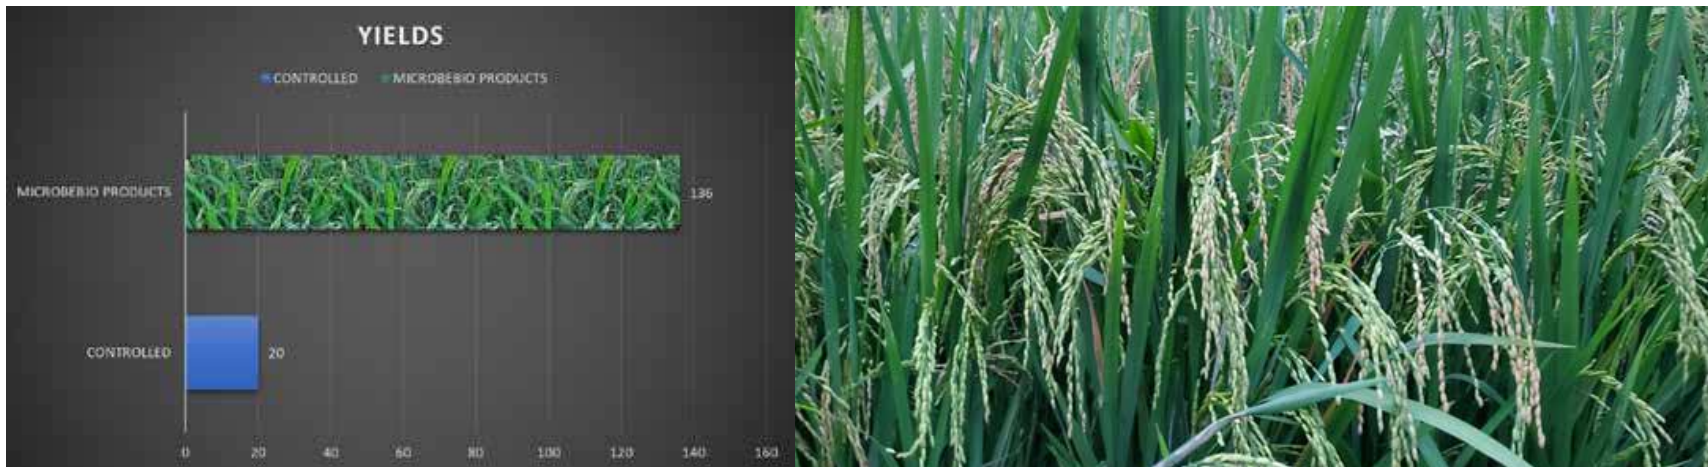 YIELDS
CONTROLLED MICROBEBIO PRODUCTS
MICROBEBIO PRODUCTS 136
CONTROLLED 20
0 20 40 60 80 100 120 140 160